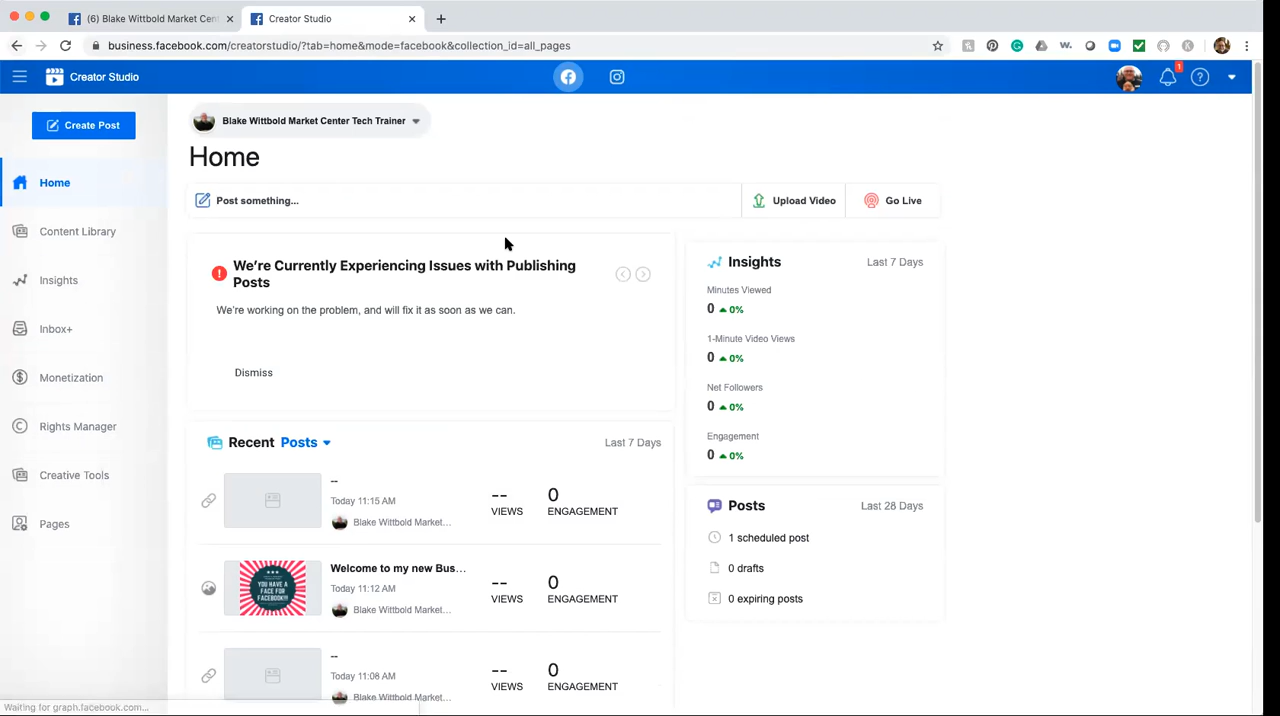 (6) Blake Wittbold Market Cen
Creator Studio
business.facebook.com/creatorstudio/?tab=home&mode=facebook&collection_id=all_pages
Creator Studio
1
Create Post
Home
Content Library
Insights
Inbox+
Monetization
Rights Manager
Creative Tools
Pages
Blake Wittbold Market Center Tech Trainer
Home
Post something...
Upload Video
Go Live
We're Currently Experiencing Issues with Publishing
Posts
We're working on the problem, and will fix it as soon as we can.
Dismiss
Recent Posts
Last 7 Days
--
Today 11:15 AM
Blake Wittbold Market...
--
VIEWS
0
ENGAGEMENT
YOU HAVE A
FACE FOR
FACEBOOK!!
Welcome to my new Bus...
Today 11:12 AM
Blake Wittbold Market...
--
VIEWS
0
ENGAGEMENT
--
Today 11:08 AM
Blake Wittbold Market...
--
VIEWS
0
ENGAGEMENT
Insights
Last 7 Days
Minutes Viewed
0 0%
1-Minute Video Views
0 0%
Net Followers
0 0%
Engagement
0 0%
Posts
Last 28 Days
1 scheduled post
0 drafts
0 expiring posts
Waiting for graph.facebook.com...